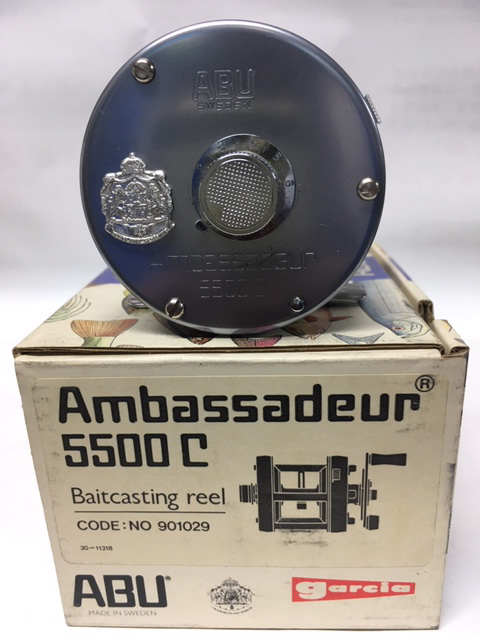 ABU
SWEDEN
Ambassadeur
5500 C
Ambassadeur®
5500 C
Baitcasting reel
CODE: NO 901029
30-11318
ABU®
MADE IN SWEDEN
garcia